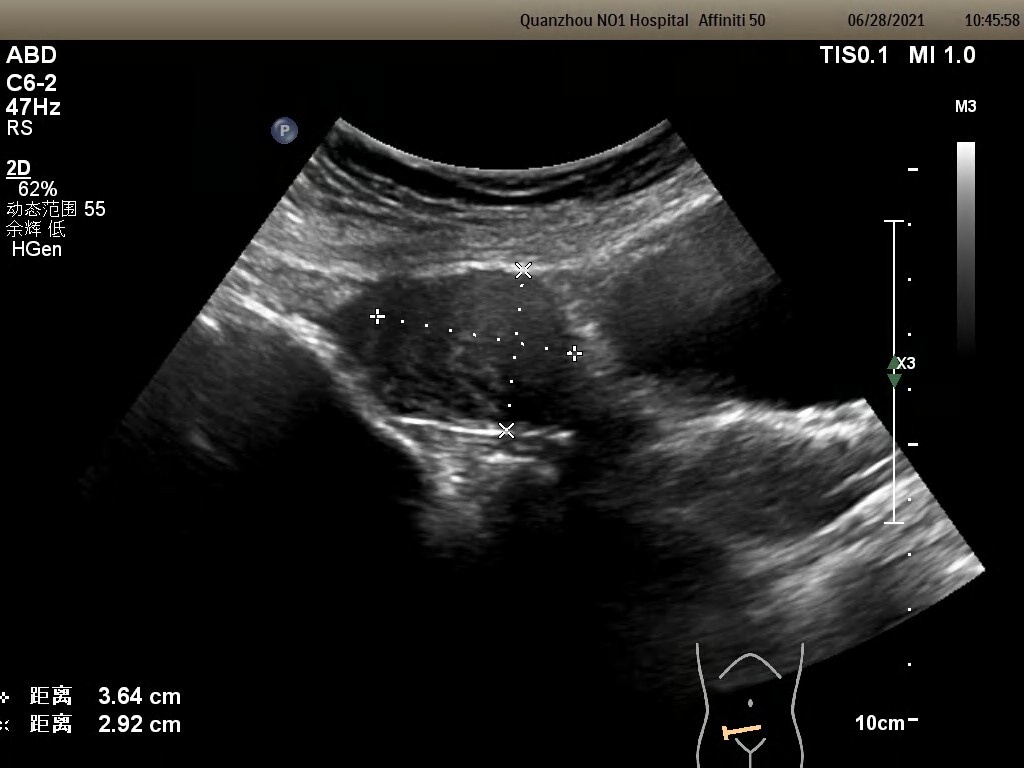 Quanzhou NO1 Hospital Affiniti 50 06/28/2021 10:45:58
ABD
C6-2
47Hz
RS
2D
62%
动态范围 55
余辉 低
HGen
P
TIS0.1 MI 1.0
M3
X3
10cm
距离 3.64 cm
距离 2.92 cm